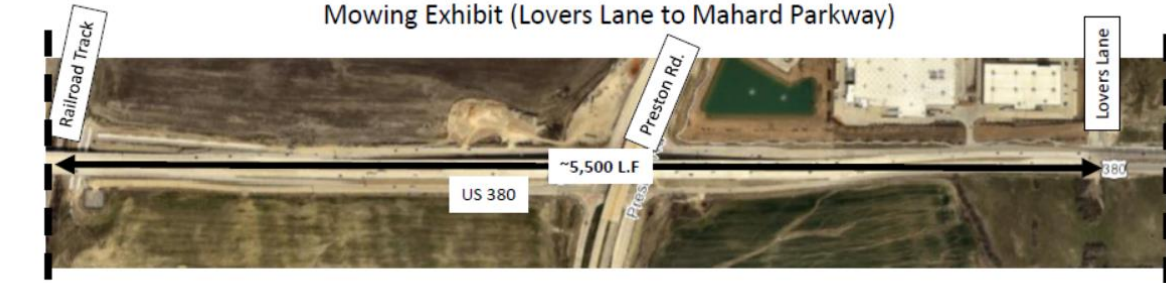 Mowing Exhibit (Lovers Lane to Mahard Parkway)
Railroad Track
Preston Rd.
Lovers Lane
~5,500 L.F
380
US 380
Pres